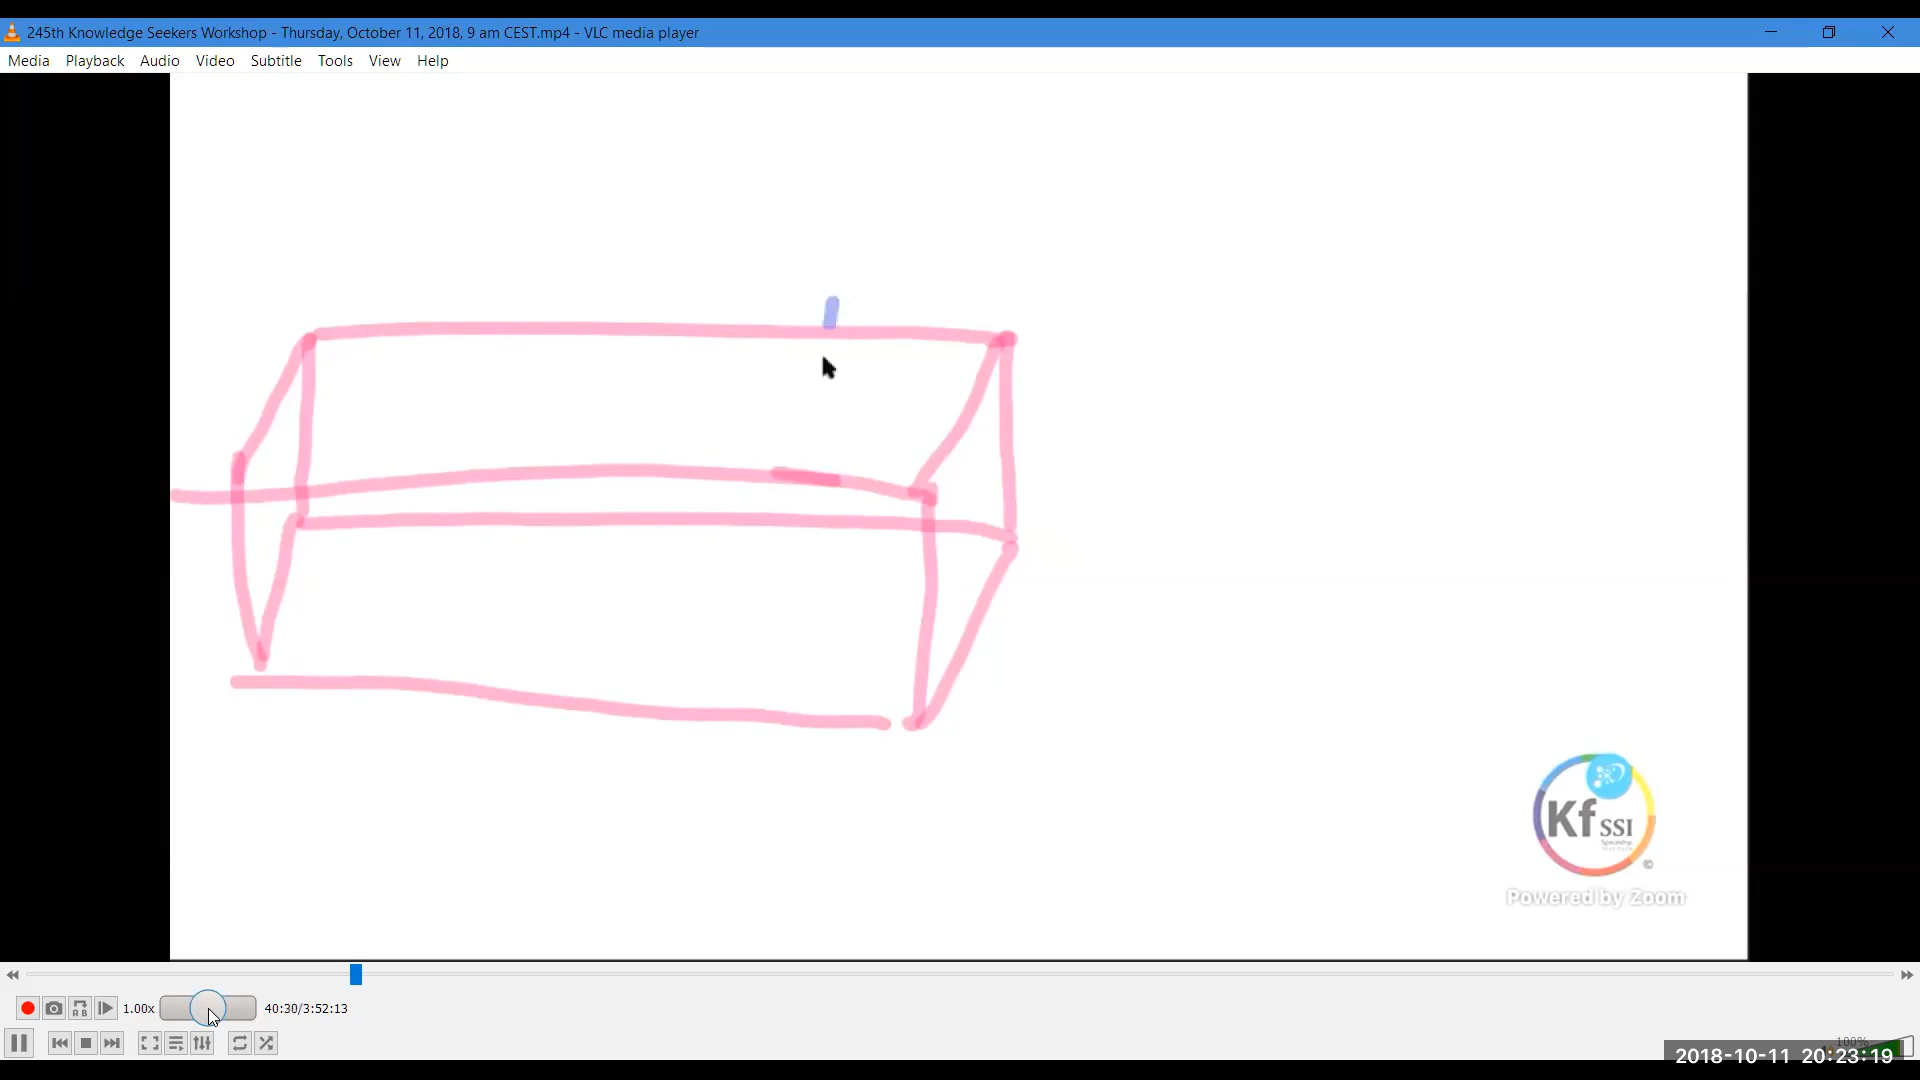 245th Knowledge Seekers Workshop - Thursday, October 11, 2018, 9 am CEST.mp4 - VLC media player
Media Playback Audio Video Subtitle Tools View Help
Kf SSI
©
Powered by Zoom
1.00x 40:30/3:52:13
100%
2018-10-11 20:23:19